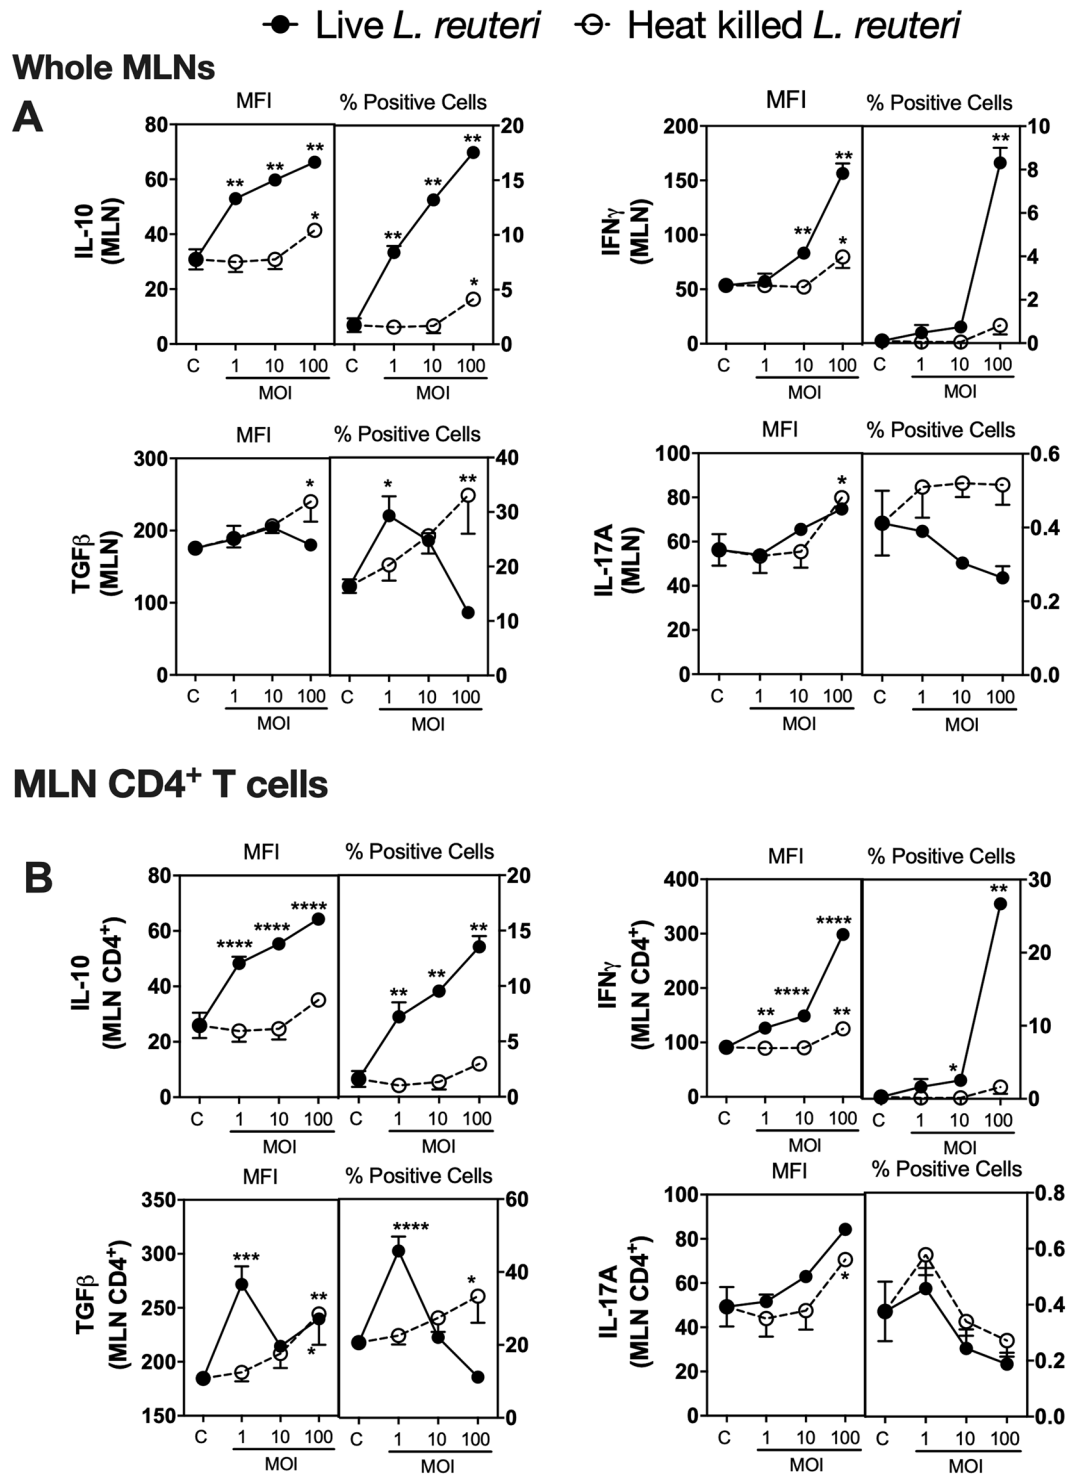 Live L. reuteri Heat killed L. reuteri
Whole MLNs
A
MFI % Positive Cells
IL-10
(MLN)
80 60 40 20 0
** ** ** *
** ** ** *
20 15 10 5 0
C 1 10 100 C 1 10 100
MOI MOI
MFI % Positive Cells
IFNγ
(MLN)
200 150 100 50 0
** ** *
**
10 8 6 4 2 0
C 1 10 100 C 1 10 100
MOI MOI
MFI % Positive Cells
TGFβ
(MLN)
300 200 100 0
*
* **
40 30 20 10 0
C 1 10 100 C 1 10 100
MOI MOI
MFI % Positive Cells
IL-17A
(MLN)
100 80 60 40 20 0
*
0.6 0.4 0.2 0.0
C 1 10 100 C 1 10 100
MOI MOI
MLN CD4+ T cells
B
MFI % Positive Cells
IL-10
(MLN CD4+)
80 60 40 20 0
**** **** ****
** ** **
20 15 10 5 0
C 1 10 100 C 1 10 100
MOI MOI
MFI % Positive Cells
IFNγ
(MLN CD4+)
400 300 200 100 0
** **** **** **
* **
30 20 10 0
C 1 10 100 C 1 10 100
MOI MOI
MFI % Positive Cells
TGFβ
(MLN CD4+)
350 300 250 200 150
*** ** *
**** *
60 40 20 0
C 1 10 100 C 1 10 100
MOI MOI
MFI % Positive Cells
IL-17A
(MLN CD4+)
100 80 60 40 20 0
*
0.8 0.6 0.4 0.2 0.0
C 1 10 100 C 1 10 100
MOI MOI